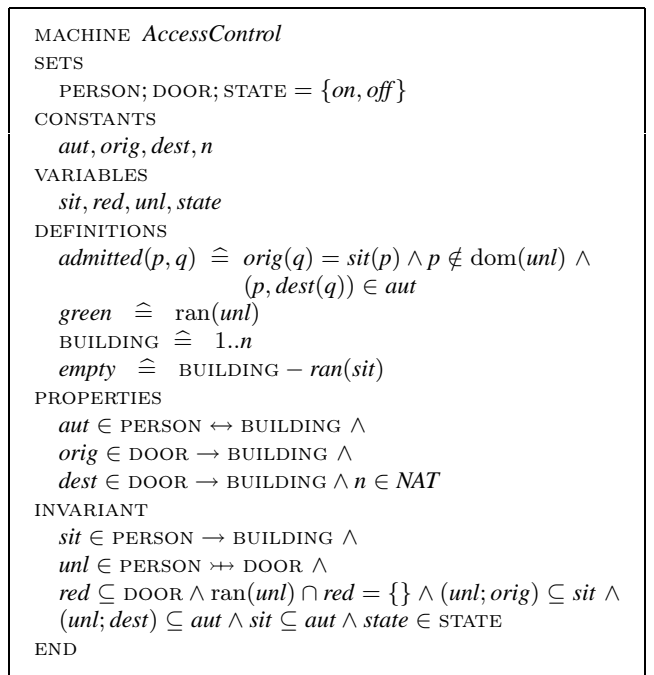 MACHINE AccessControl
SETS
PERSON; DOOR; STATE = {on, off}
CONSTANTS
aut, orig, dest, n
VARIABLES
sit, red, unl, state
DEFINITIONS
admitted(p, q) ≙ orig(q) = sit(p) ∧ p ∉ dom(unl) ∧
(p, dest(q)) ∈ aut
green ≙ ran(unl)
BUILDING ≙ 1..n
empty ≙ BUILDING − ran(sit)
PROPERTIES
aut ∈ PERSON ↔ BUILDING ∧
orig ∈ DOOR → BUILDING ∧
dest ∈ DOOR → BUILDING ∧ n ∈ NAT
INVARIANT
sit ∈ PERSON → BUILDING ∧
unl ∈ PERSON ⤔ DOOR ∧
red ⊆ DOOR ∧ ran(unl) ∩ red = {} ∧ (unl; orig) ⊆ sit ∧
(unl; dest) ⊆ aut ∧ sit ⊆ aut ∧ state ∈ STATE
END